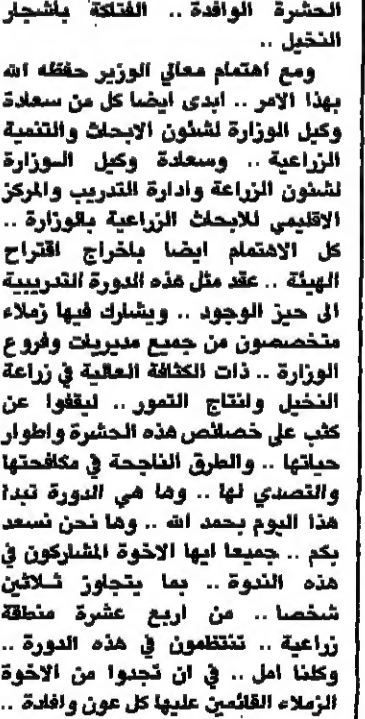 الحشرة الوافدة .. الفتاكة بأشجار
النخيل ..
ومع اهتمام معالي الوزير حفظه الله
بهذا الامر .. ابدى ايضا كل من سعادة
وكيل الوزارة لشئون الابحاث والتنمية
الزراعية .. وسعادة وكيل الوزارة
لشئون الزراعة وادارة التدريب والمركز
الاقليمي للابحاث الزراعية بالوزارة ..
كل الاهتمام ايضا باخراج اقتراح
الهيئة .. عقد مثل هذه الدورة التدريبية
الى حيز الوجود .. ويشارك فيها زملاء
متخصصون من جميع مديريات وفروع
الوزارة .. ذات الكثافة العالية في زراعة
النخيل وانتاج التمور .. ليقفوا عن
كثب على خصائص هذه الحشرة واطوار
حياتها .. والطرق الناجحة في مكافحتها
والتصدي لها .. وها هي الدورة تبدأ
هذا اليوم بحمد الله .. وها نحن نسعد
بكم .. جميعا ايها الاخوة المشاركون في
هذه الندوة .. بما يتجاوز ثلاثين
شخصا .. من اربع عشرة منطقة
زراعية .. تنتظمون في هذه الدورة ..
وكلنا امل .. في ان تجدوا من الاخوة
الزملاء القائمين عليها كل عون وافادة ..